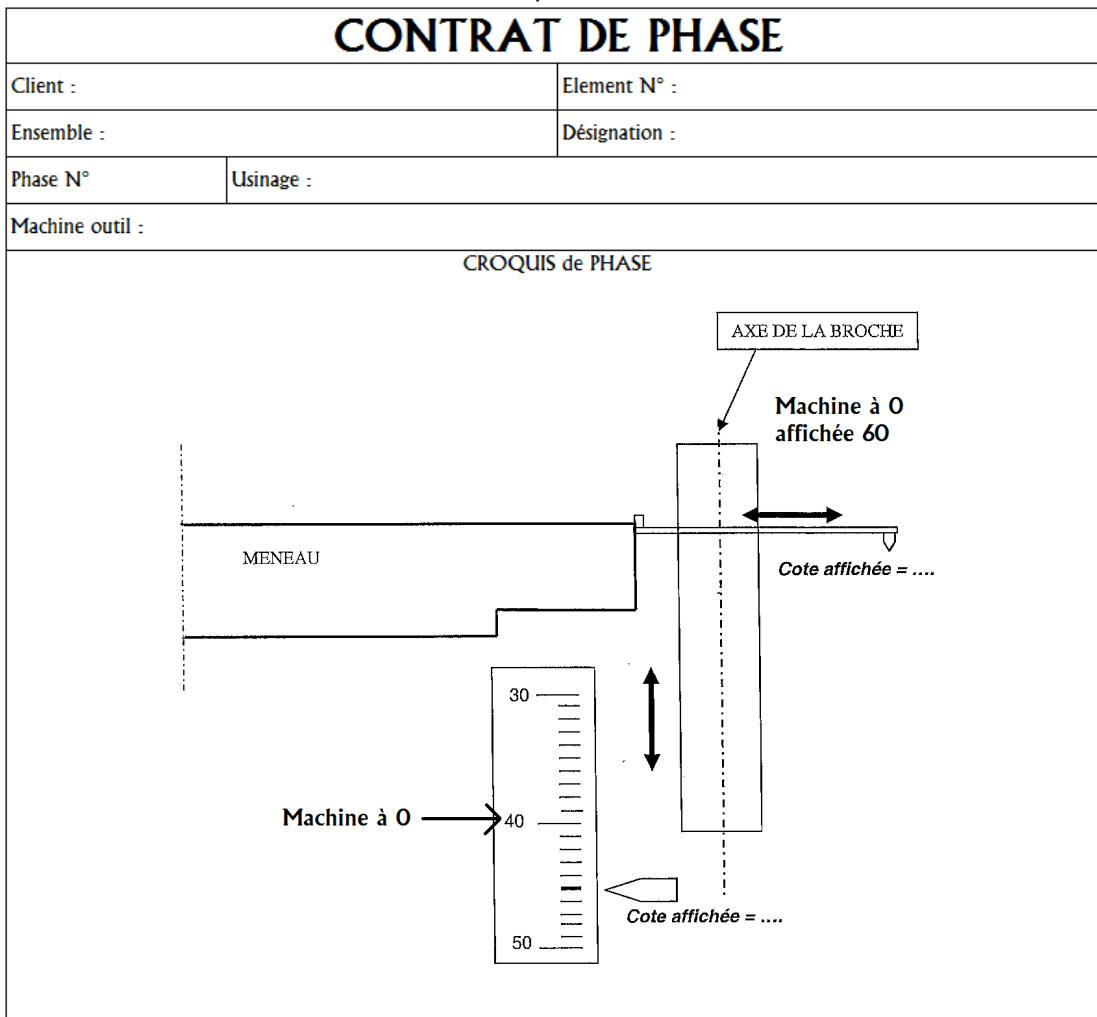 CONTRAT DE PHASE
Client :
Element N° :
Ensemble :
Désignation :
Phase N°
Usinage :
Machine outil :
CROQUIS de PHASE
AXE DE LA BROCHE
Machine à 0
affichée 60
MENEAU
Cote affichée = ....
30
Machine à 0
40
Cote affichée = ....
50